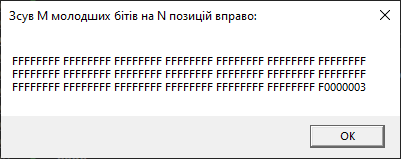 Зсув M молодших бітів на N позицій вправо:
FFFFFFFF FFFFFFFF FFFFFFFF FFFFFFFF FFFFFFFF FFFFFFFF FFFFFFFF
FFFFFFFF FFFFFFFF FFFFFFFF FFFFFFFF FFFFFFFF FFFFFFFF FFFFFFFF
FFFFFFFF FFFFFFFF FFFFFFFF FFFFFFFF FFFFFFFF FFFFFFFF F0000003
OK